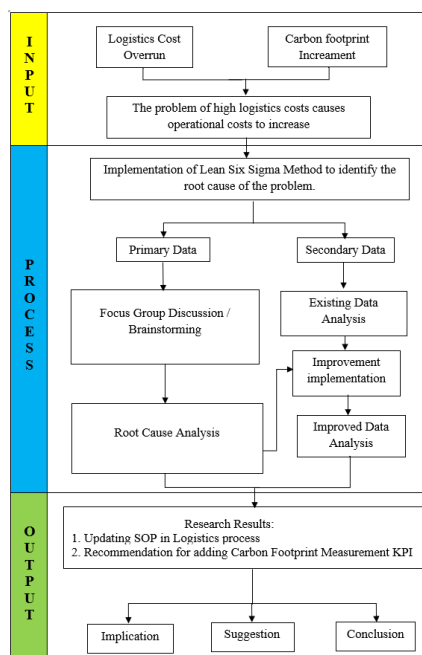 INPUT
Logistics Cost
Overrun
Carbon footprint
Increament
The problem of high logistics costs causes
operational costs to increase
PROCESS
Implementation of Lean Six Sigma Method to identify the
root cause of the problem.
Primary Data
Secondary Data
Focus Group Discussion /
Brainstorming
Existing Data
Analysis
Improvement
implementation
Root Cause Analysis
Improved Data
Analysis
OUTPUT
Research Results:
1. Updating SOP in Logistics process
2. Recommendation for adding Carbon Footprint Measurement KPI
Implication
Suggestion
Conclusion